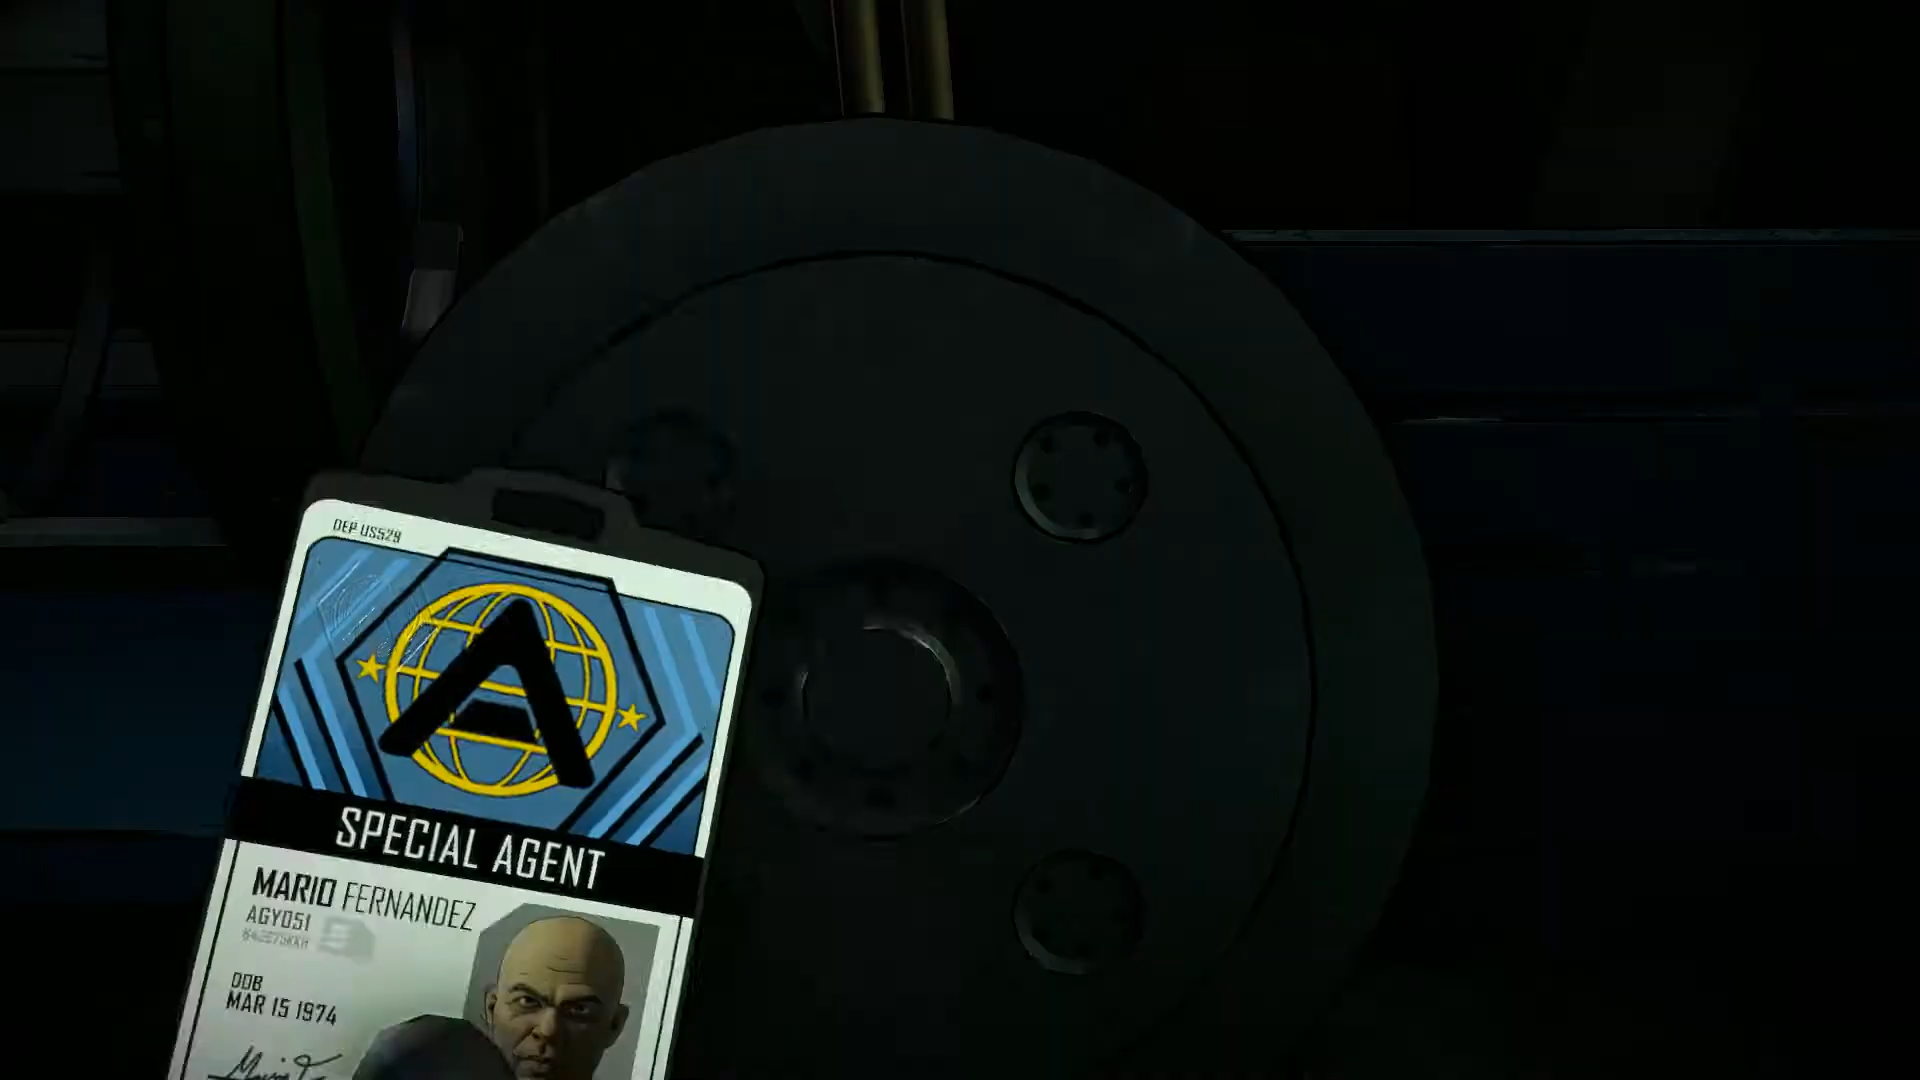 DEP US529
SPECIAL AGENT
MARIO FERNANDEZ
AGY051
DOB
MAR 15 1974